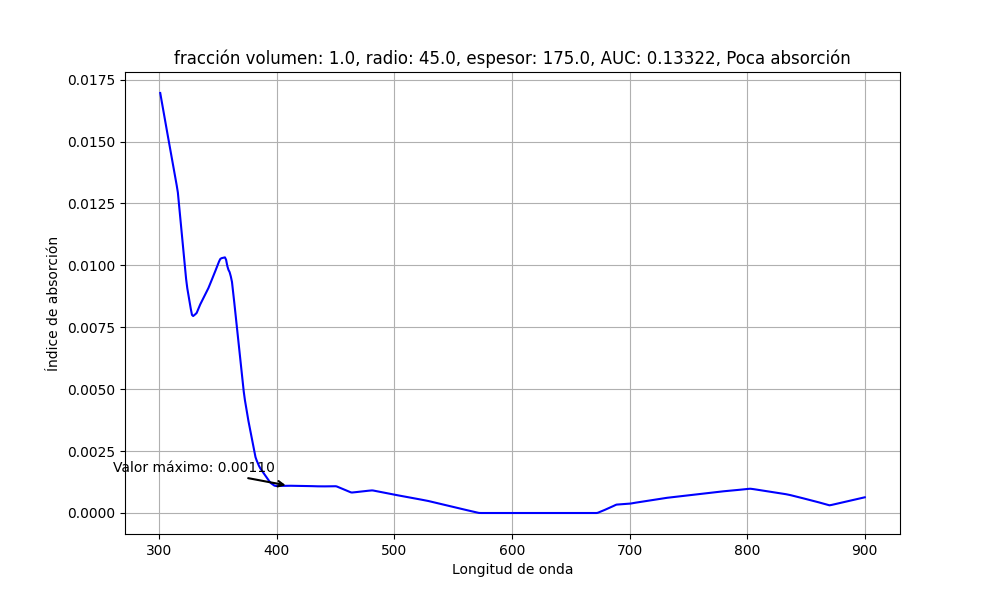 fracción volumen: 1.0, radio: 45.0, espesor: 175.0, AUC: 0.13322, Poca absorción
0.0175
0.0150
0.0125
0.0100
0.0075
0.0050
0.0025
0.0000
Índice de absorción
Valor máximo: 0.00110
300 400 500 600 700 800 900
Longitud de onda